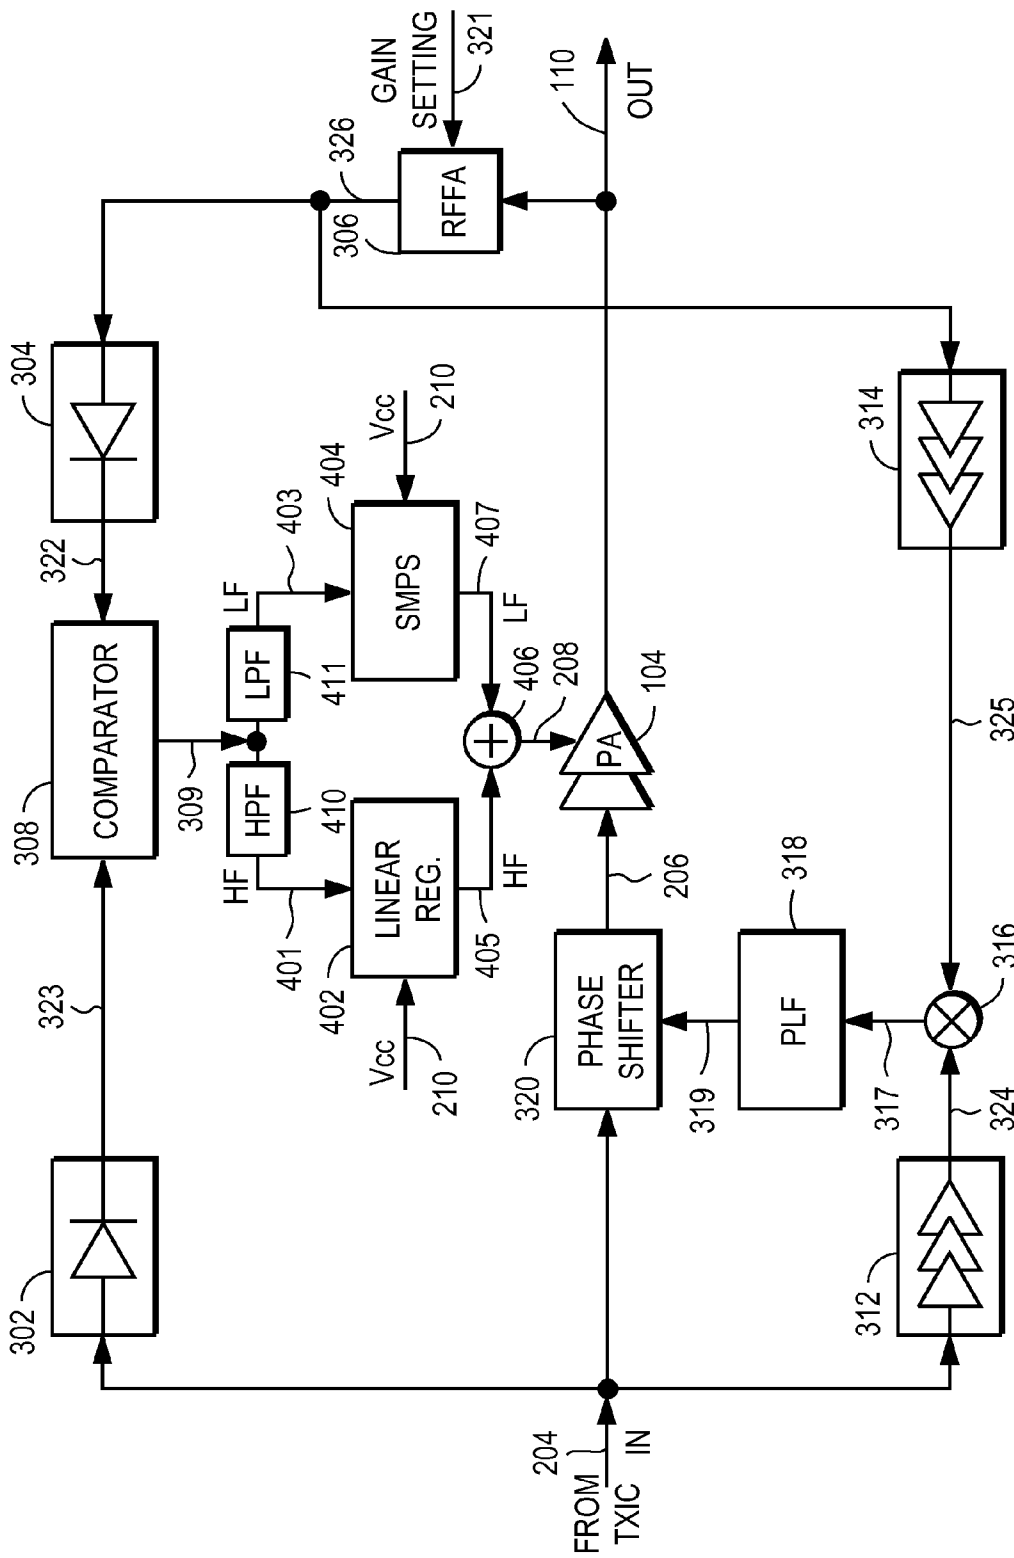 302
323
308
COMPARATOR
322
304
309
HF
HPF
410
LPF
411
LF
401
403
Vcc
210
402
LINEAR
REG.
404
SMPS
Vcc
210
405
HF
407
LF
406
208
326
306
RFFA
GAIN
SETTING
321
204
FROM
TXIC
IN
320
PHASE
SHIFTER
206
PA
104
110
OUT
319
318
PLF
317
316
312
324
325
314